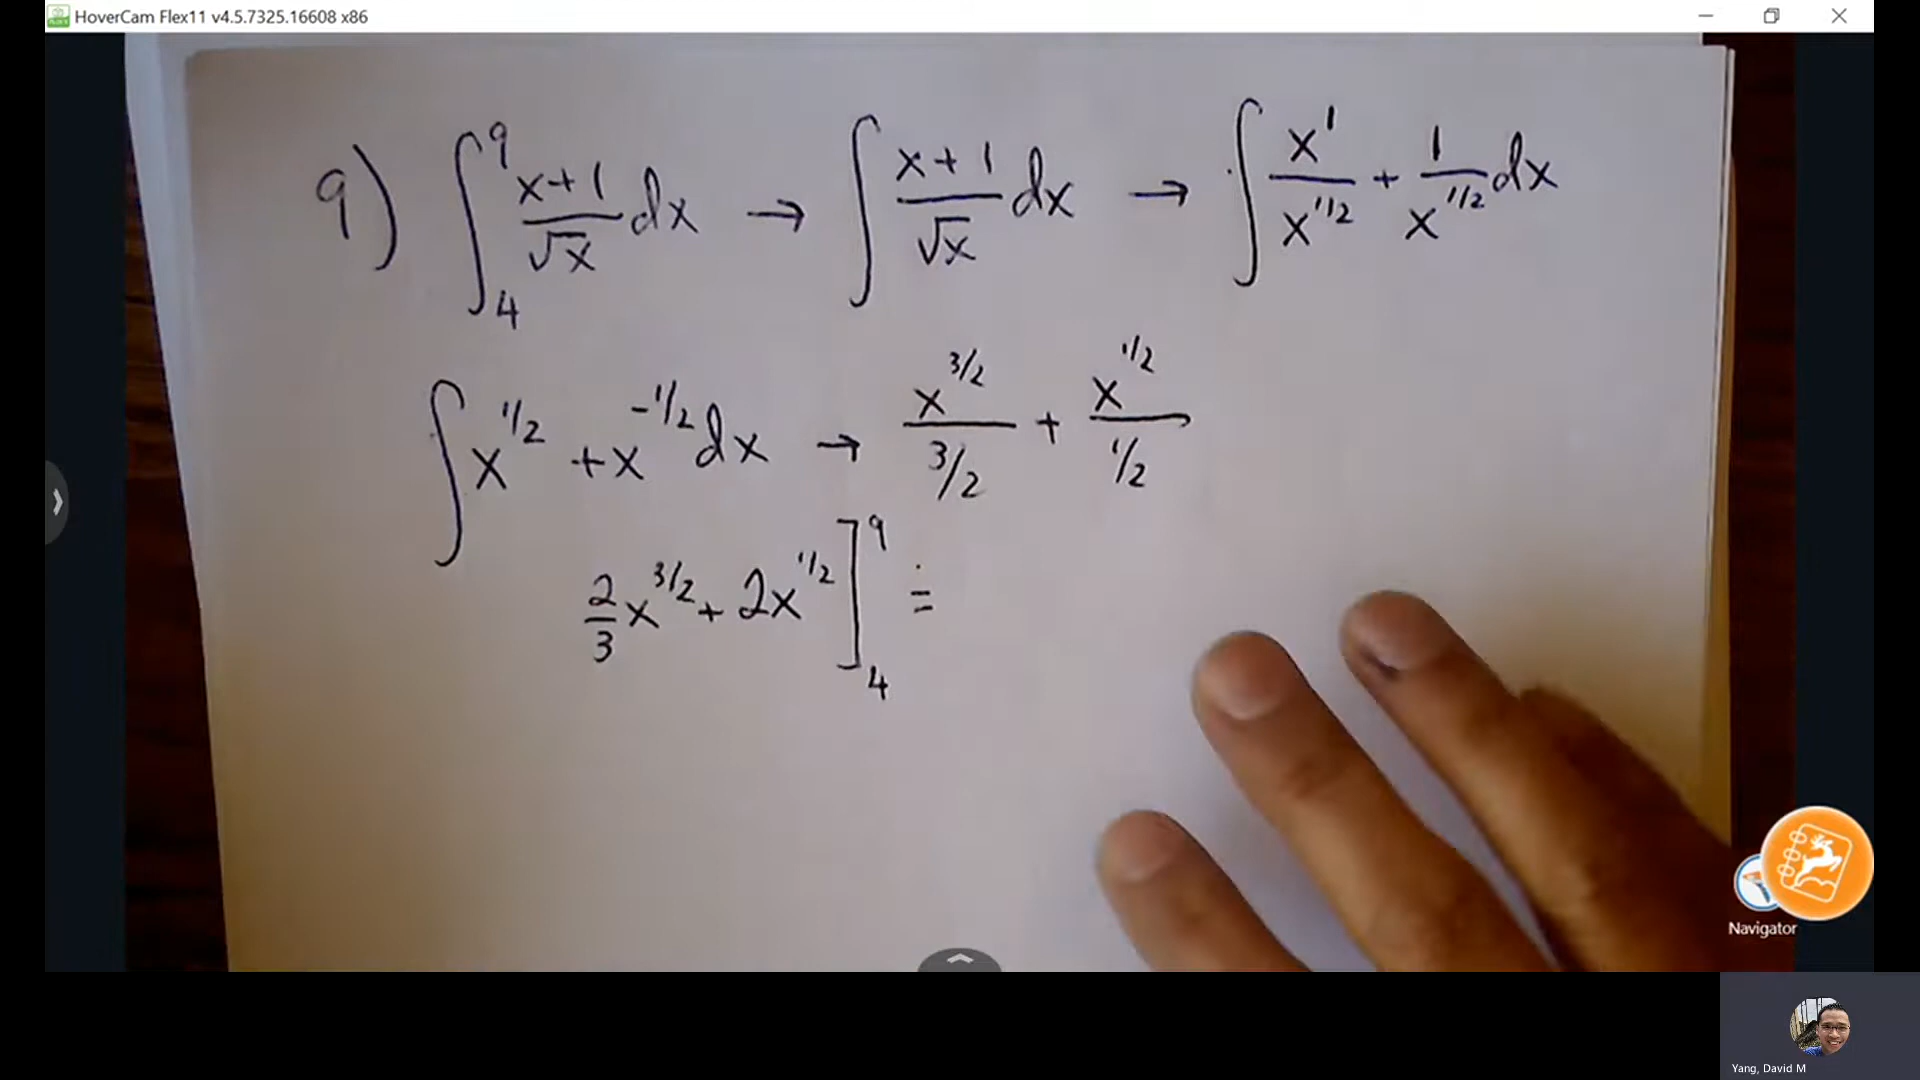 HoverCam Flex11 v4.5.7325.16608 x86
9) ∫₄⁹ (x+1)/√x dx → ∫ (x+1)/√x dx → ∫ x¹/x^(1/2) + 1/x^(1/2) dx
∫ x^(1/2) + x^(-1/2) dx → x^(3/2)/(3/2) + x^(1/2)/(1/2)
2/3 x^(3/2) + 2x^(1/2) ]₄⁹ =
Navigator
Yang, David M